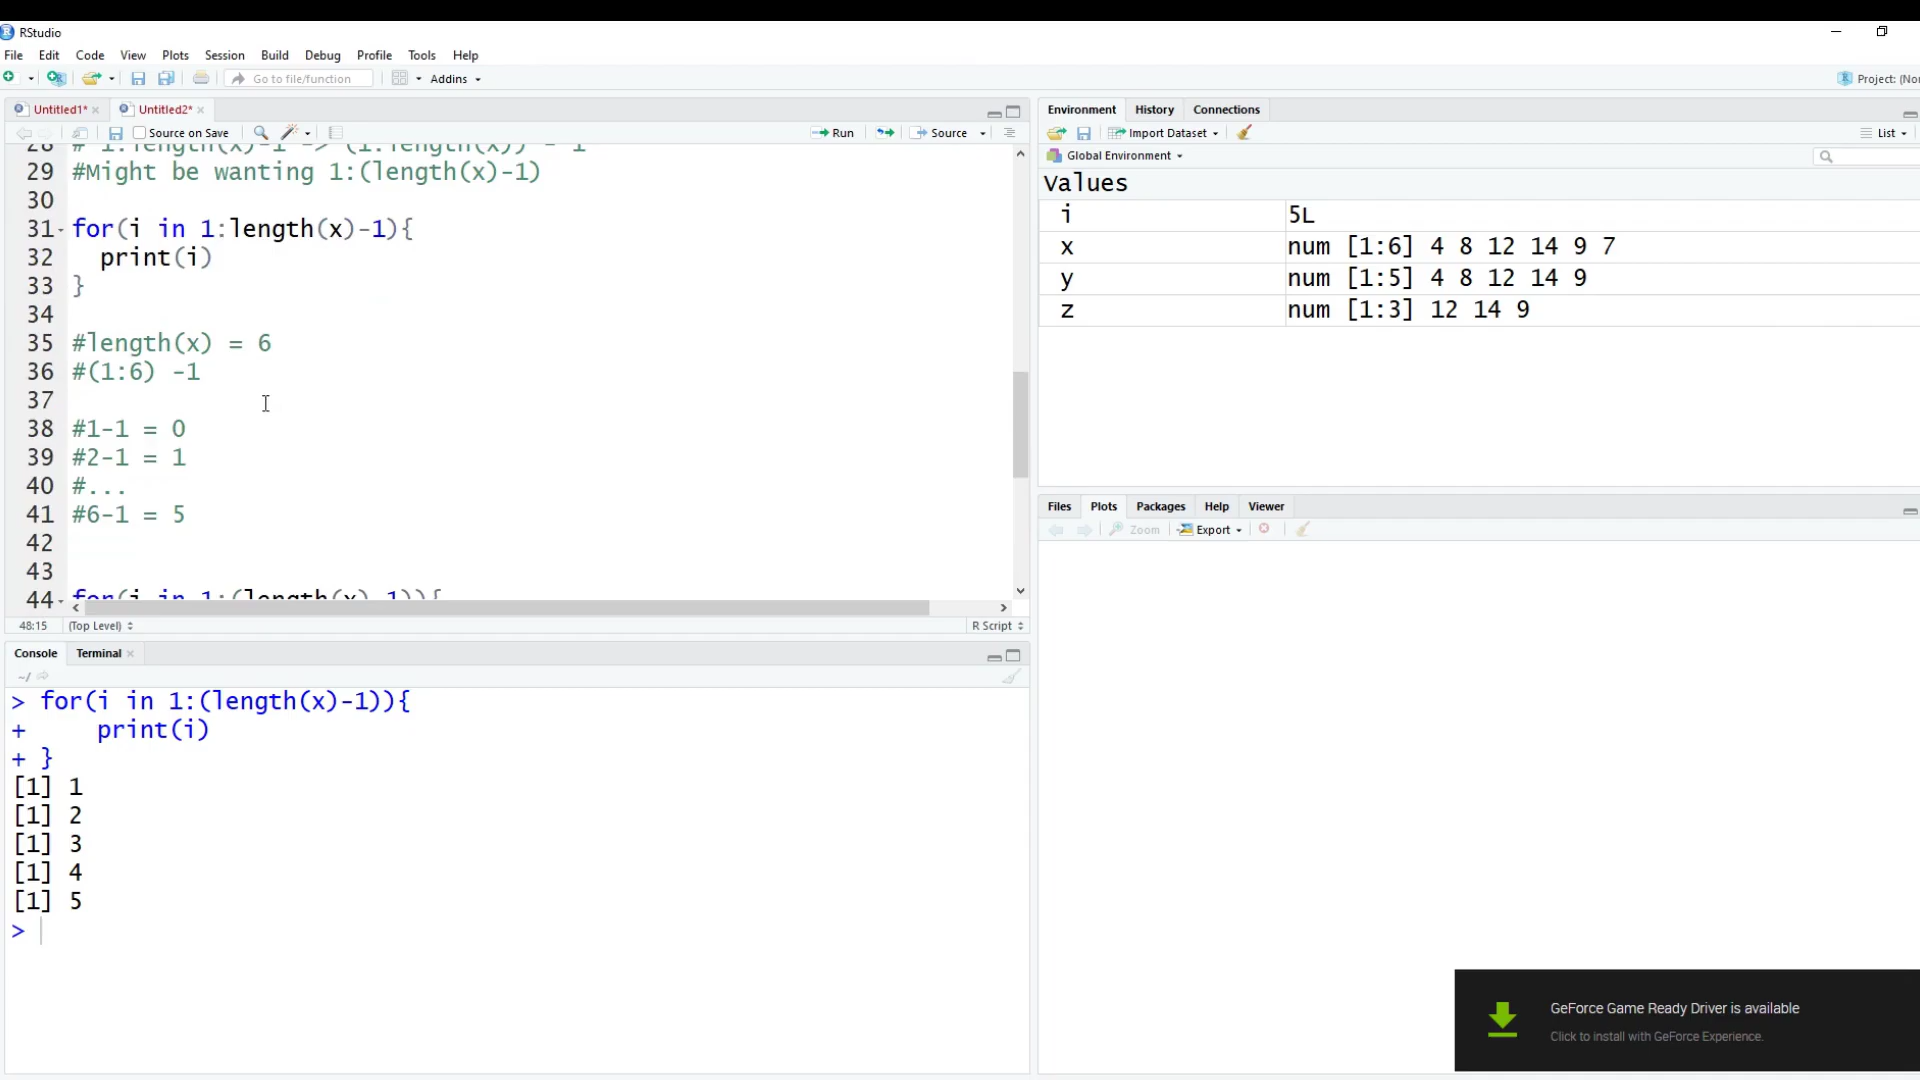 RStudio
File Edit Code View Plots Session Build Debug Profile Tools Help
Go to file/function Addins
Project: (Nor
Untitled1* Untitled2*
Source on Save Run Source
28 # 1:length(x)-1 -> (1:length(x)) - 1
29 #Might be wanting 1:(length(x)-1)
30
31 for(i in 1:length(x)-1){
32 print(i)
33 }
34
35 #length(x) = 6
36 #(1:6) -1
37
38 #1-1 = 0
39 #2-1 = 1
40 #...
41 #6-1 = 5
42
43
44 for(i in 1:(length(x)-1)){
48:15 (Top Level) R Script
Console Terminal
~/
> for(i in 1:(length(x)-1)){
+ print(i)
+ }
[1] 1
[1] 2
[1] 3
[1] 4
[1] 5
>
Environment History Connections
Import Dataset List
Global Environment
Values
i 5L
x num [1:6] 4 8 12 14 9 7
y num [1:5] 4 8 12 14 9
z num [1:3] 12 14 9
Files Plots Packages Help Viewer
Zoom Export
GeForce Game Ready Driver is available
Click to install with GeForce Experience.